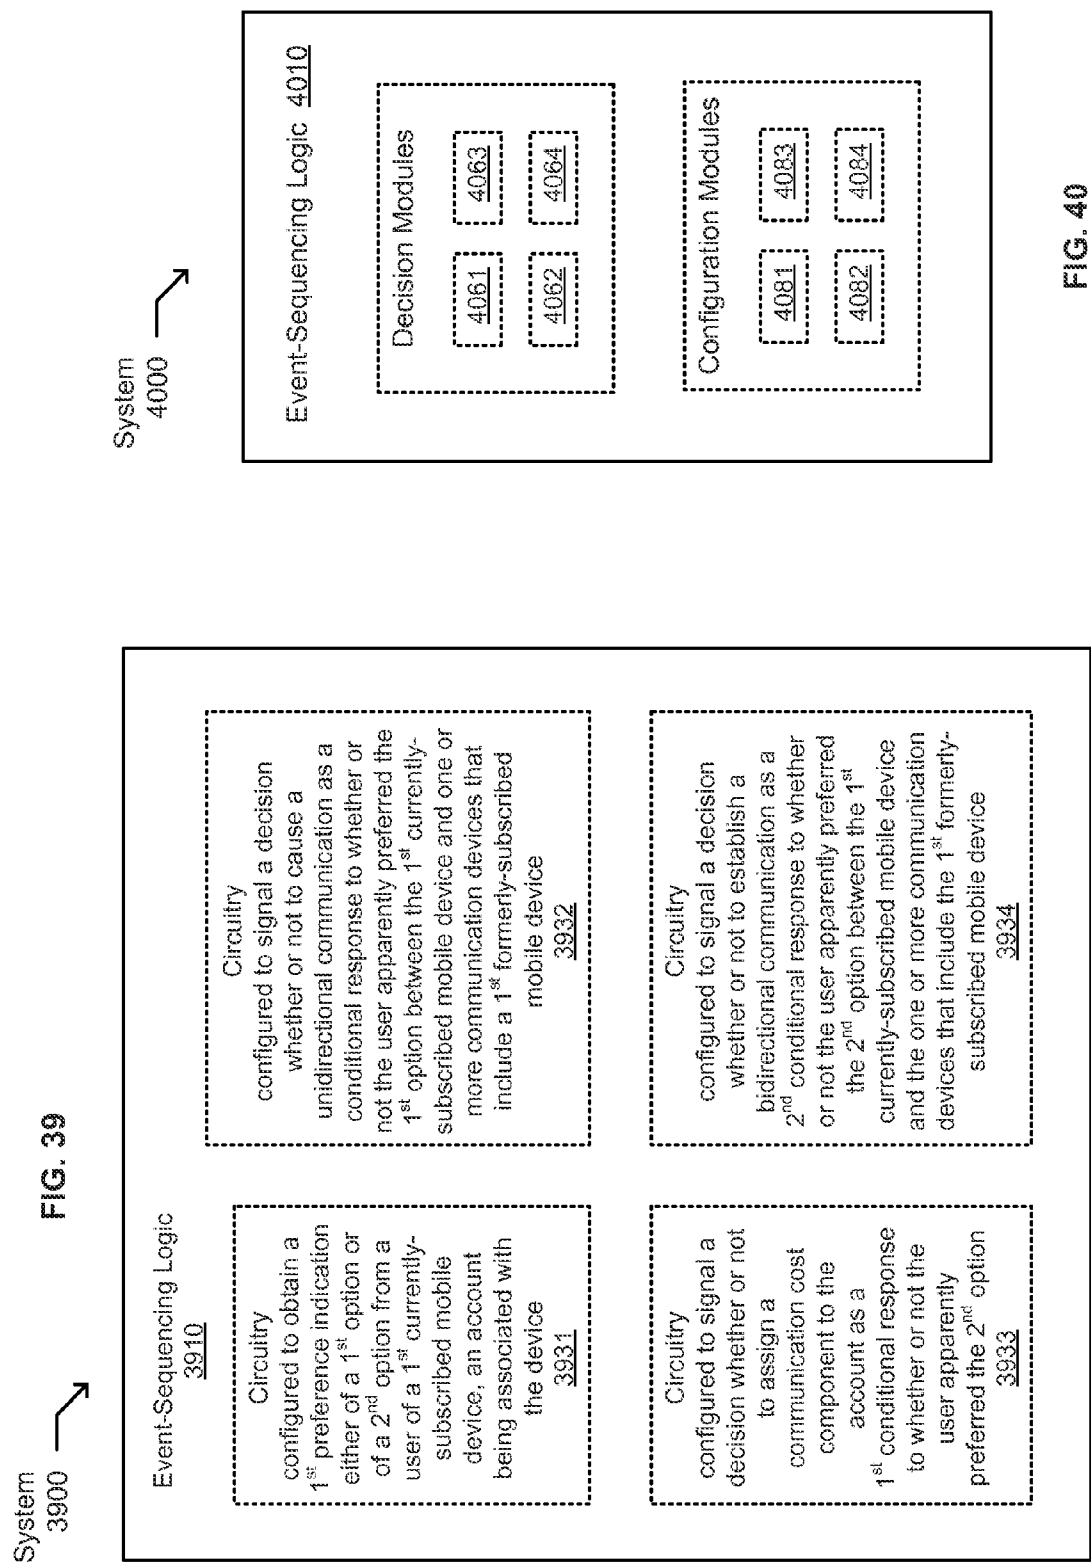 System
3900
FIG. 39
Event-Sequencing Logic
3910
Circuitry
configured to obtain a
1st preference indication
either of a 1st option or
of a 2nd option from a
user of a 1st currently-
subscribed mobile
device, an account
being associated with
the device
3931
Circuitry
configured to signal a decision
whether or not to cause a
unidirectional communication as a
conditional response to whether or
not the user apparently preferred the
1st option between the 1st currently-
subscribed mobile device and one or
more communication devices that
include a 1st formerly-subscribed
mobile device
3932
Circuitry
configured to signal a
decision whether or not
to assign a
communication cost
component to the
account as a
1st conditional response
to whether or not the
user apparently
preferred the 2nd option
3933
Circuitry
configured to signal a decision
whether or not to establish a
bidirectional communication as a
2nd conditional response to whether
or not the user apparently preferred
the 2nd option between the 1st
currently-subscribed mobile device
and the one or more communication
devices that include the 1st formerly-
subscribed mobile device
3934
System
4000
Event-Sequencing Logic 4010
Decision Modules
4061
4063
4062
4064
Configuration Modules
4081
4083
4082
4084
FIG. 40